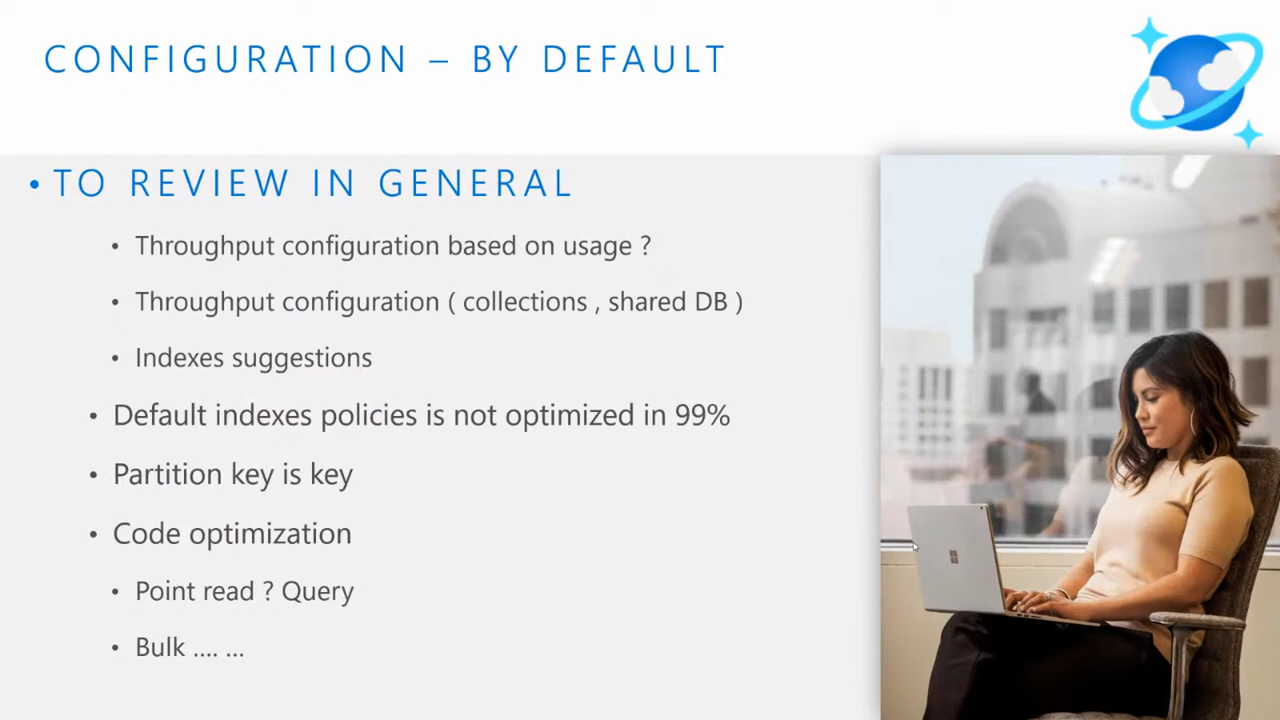 CONFIGURATION – BY DEFAULT
• TO REVIEW IN GENERAL
• Throughput configuration based on usage ?
• Throughput configuration ( collections , shared DB )
• Indexes suggestions
• Default indexes policies is not optimized in 99%
• Partition key is key
• Code optimization
• Point read ? Query
• Bulk .... ...